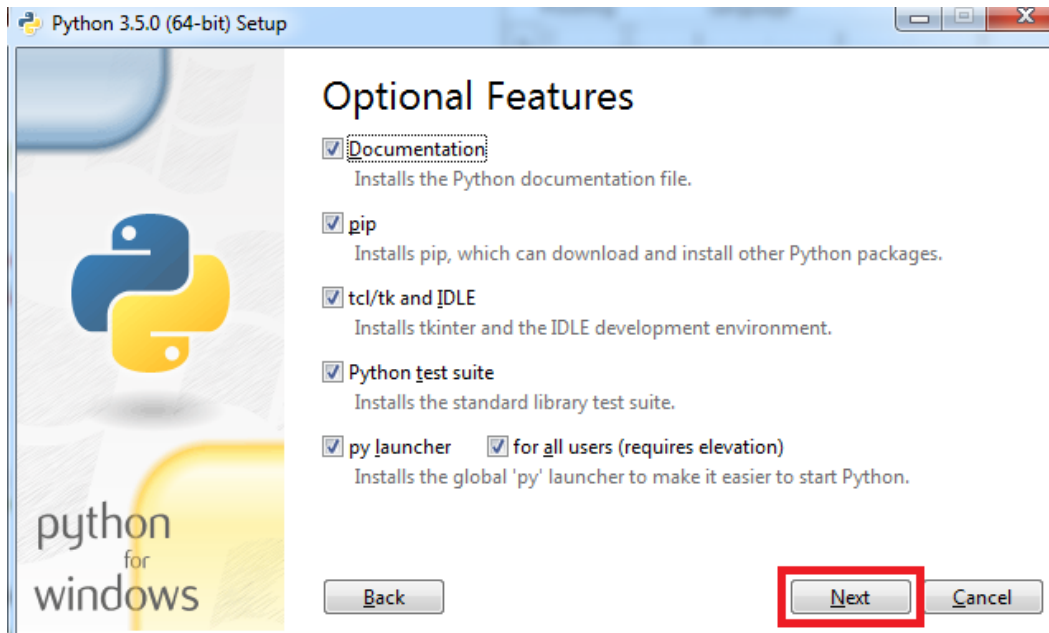 Python 3.5.0 (64-bit) Setup
Optional Features
Documentation
Installs the Python documentation file.
pip
Installs pip, which can download and install other Python packages.
tcl/tk and IDLE
Installs tkinter and the IDLE development environment.
Python test suite
Installs the standard library test suite.
py launcher for all users (requires elevation)
Installs the global 'py' launcher to make it easier to start Python.
python
for
windows
Back Next Cancel